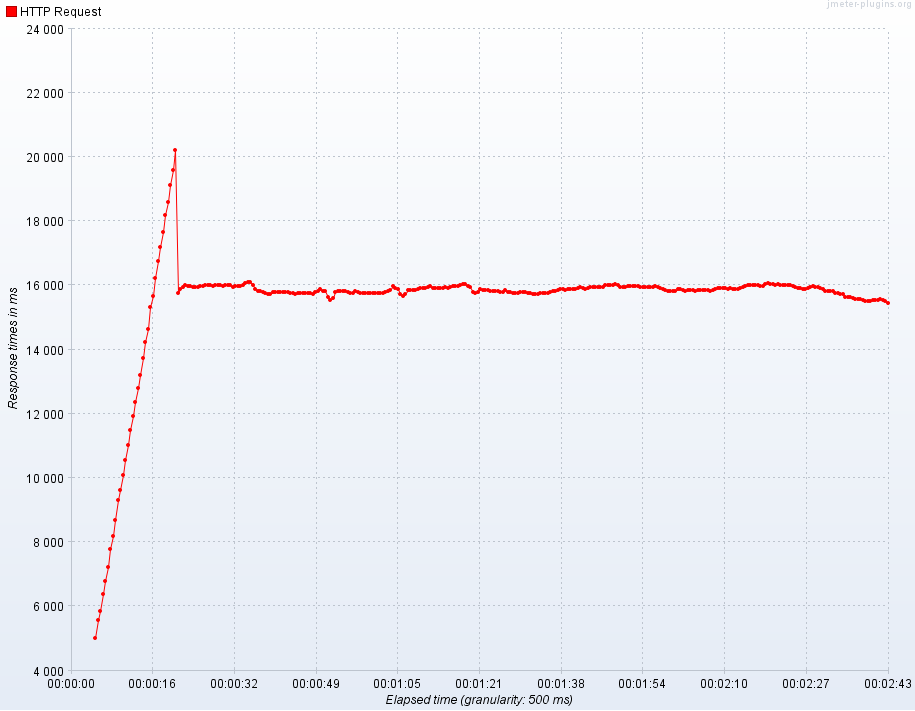 jmeter-plugins.org
HTTP Request
24 000
22 000
20 000
18 000
16 000
14 000
12 000
10 000
8 000
6 000
4 000
Response times in ms
00:00:00 00:00:16 00:00:32 00:00:49 00:01:05 00:01:21 00:01:38 00:01:54 00:02:10 00:02:27 00:02:43
Elapsed time (granularity: 500 ms)